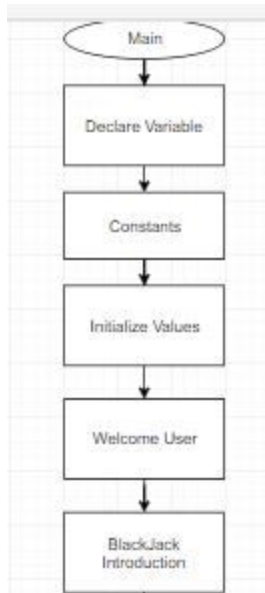 Main
Declare Variable
Constants
Initialize Values
Welcome User
BlackJack
Introduction